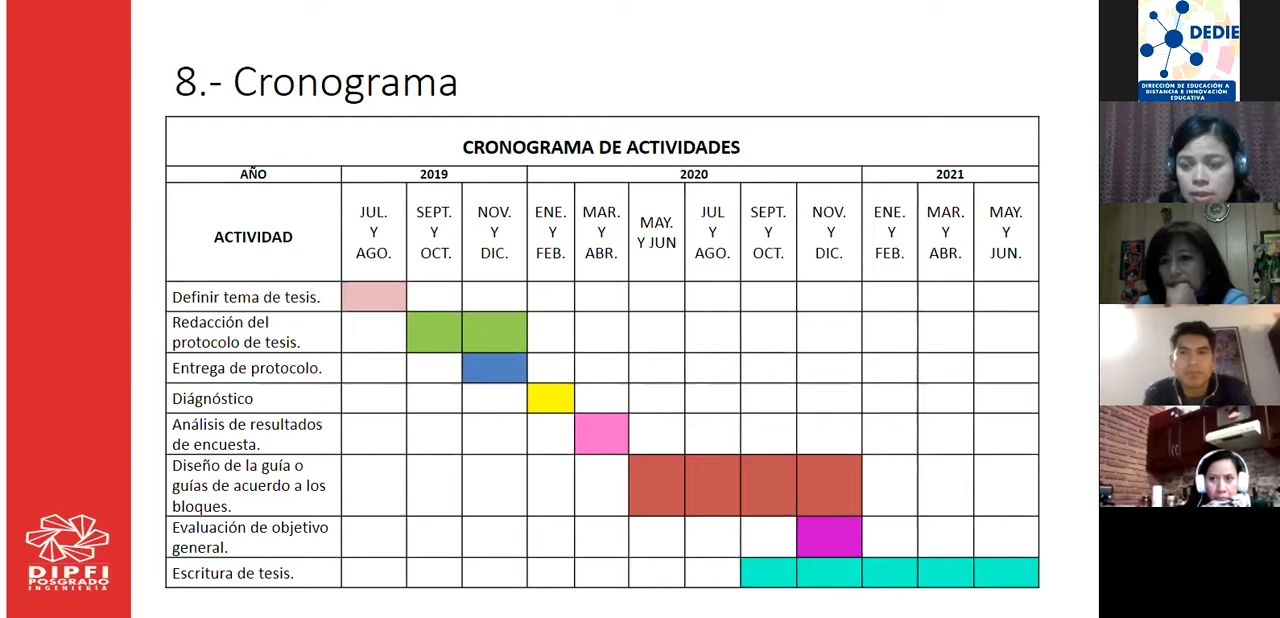 8.- Cronograma
CRONOGRAMA DE ACTIVIDADES
AÑO 2019 2020 2021
ACTIVIDAD
JUL.
Y
AGO.
SEPT.
Y
OCT.
NOV.
Y
DIC.
ENE.
Y
FEB.
MAR.
Y
ABR.
MAY.
Y JUN
JUL
Y
AGO.
SEPT.
Y
OCT.
NOV.
Y
DIC.
ENE.
Y
FEB.
MAR.
Y
ABR.
MAY.
Y
JUN.
Definir tema de tesis.
Redacción del
protocolo de tesis.
Entrega de protocolo.
Diágnóstico
Análisis de resultados
de encuesta.
Diseño de la guía o
guías de acuerdo a los
bloques.
Evaluación de objetivo
general.
Escritura de tesis.
DIPFI
POSGRADO
INGENIERÍA
DEDIE
DIRECCIÓN DE EDUCACIÓN A
DISTANCIA E INNOVACIÓN
EDUCATIVA